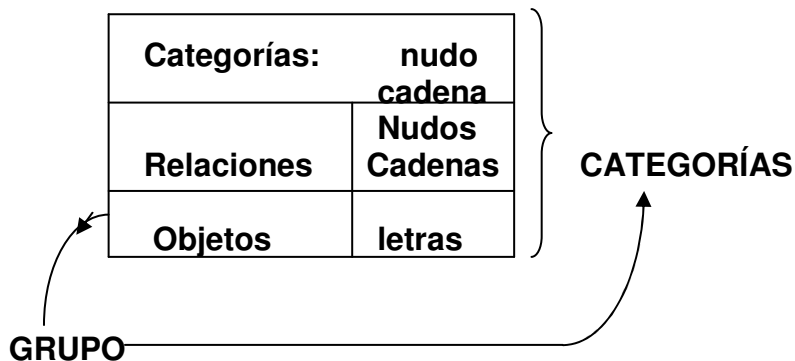 Categorías: nudo
cadena
Nudos
Relaciones Cadenas
CATEGORÍAS
Objetos letras
GRUPO